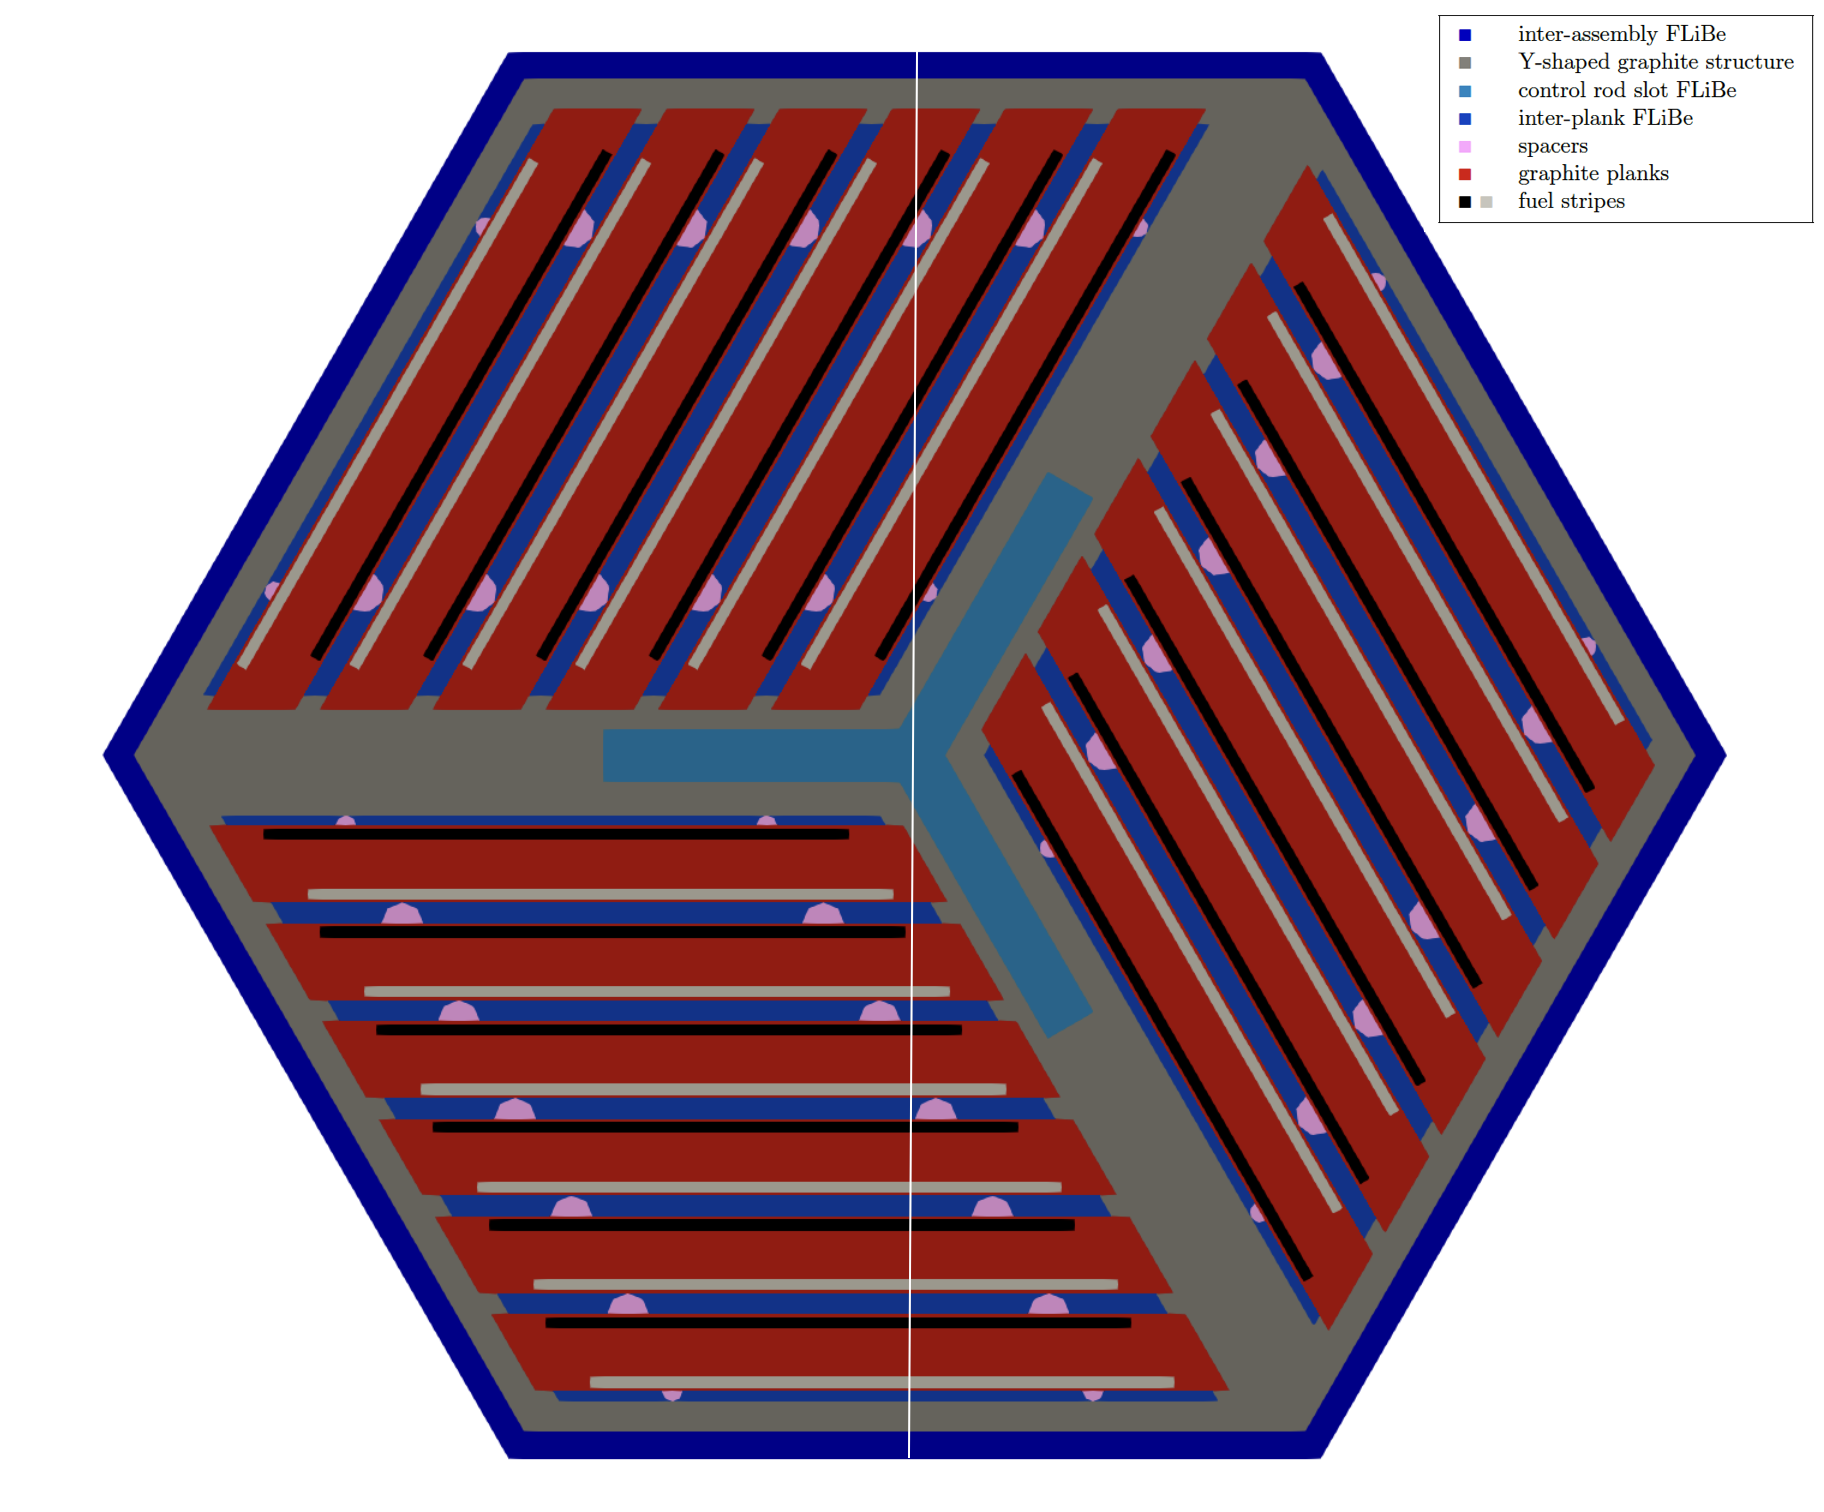 inter-assembly FLiBe
Y-shaped graphite structure
control rod slot FLiBe
inter-plank FLiBe
spacers
graphite planks
fuel stripes